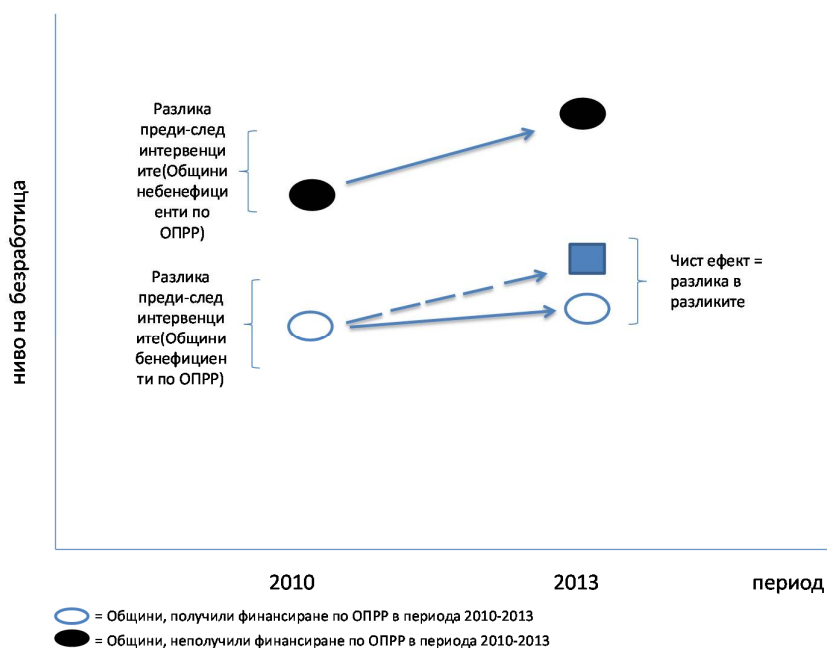 Разлика
преди-след
интервенци
ите(Общини
небенефици
енти по
ОПРР)
ниво на безработица
Разлика
преди-след
интервенци
ите(Общини
бенефициен
ти по ОПРР)
Чист ефект =
разлика в
разликите
2010
2013
период
= Общини, получили финансиране по ОПРР в периода 2010-2013
= Общини, неполучили финансиране по ОПРР в периода 2010-2013